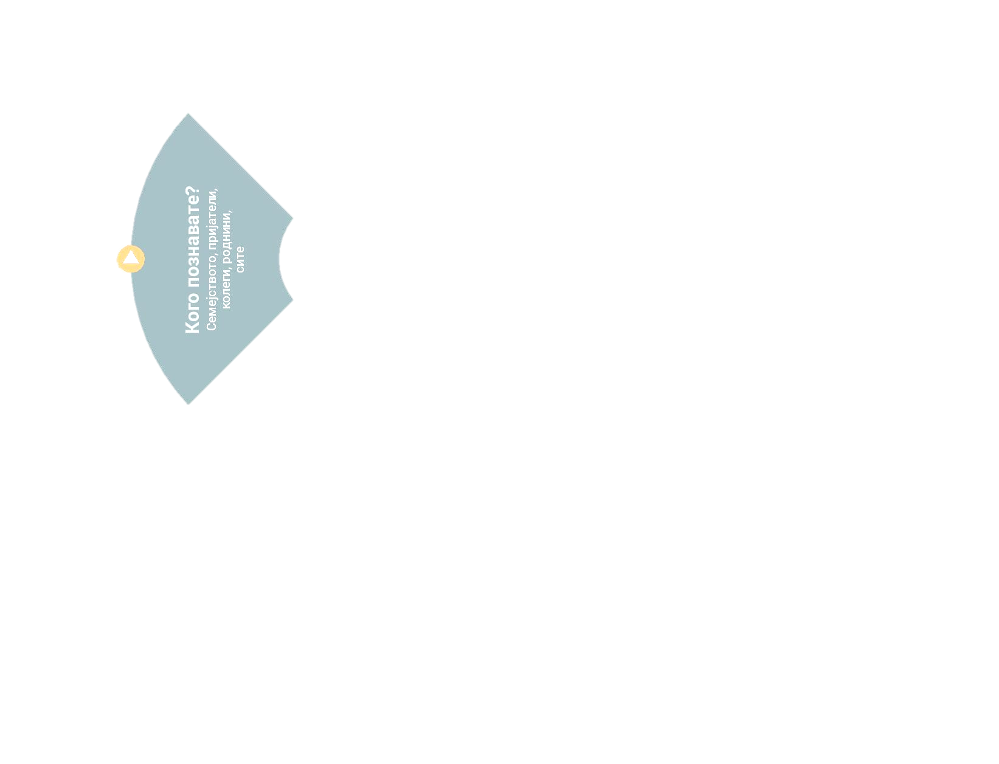 Кого познавате?
Семејството, пријатели,
колеги, роднини,
сите